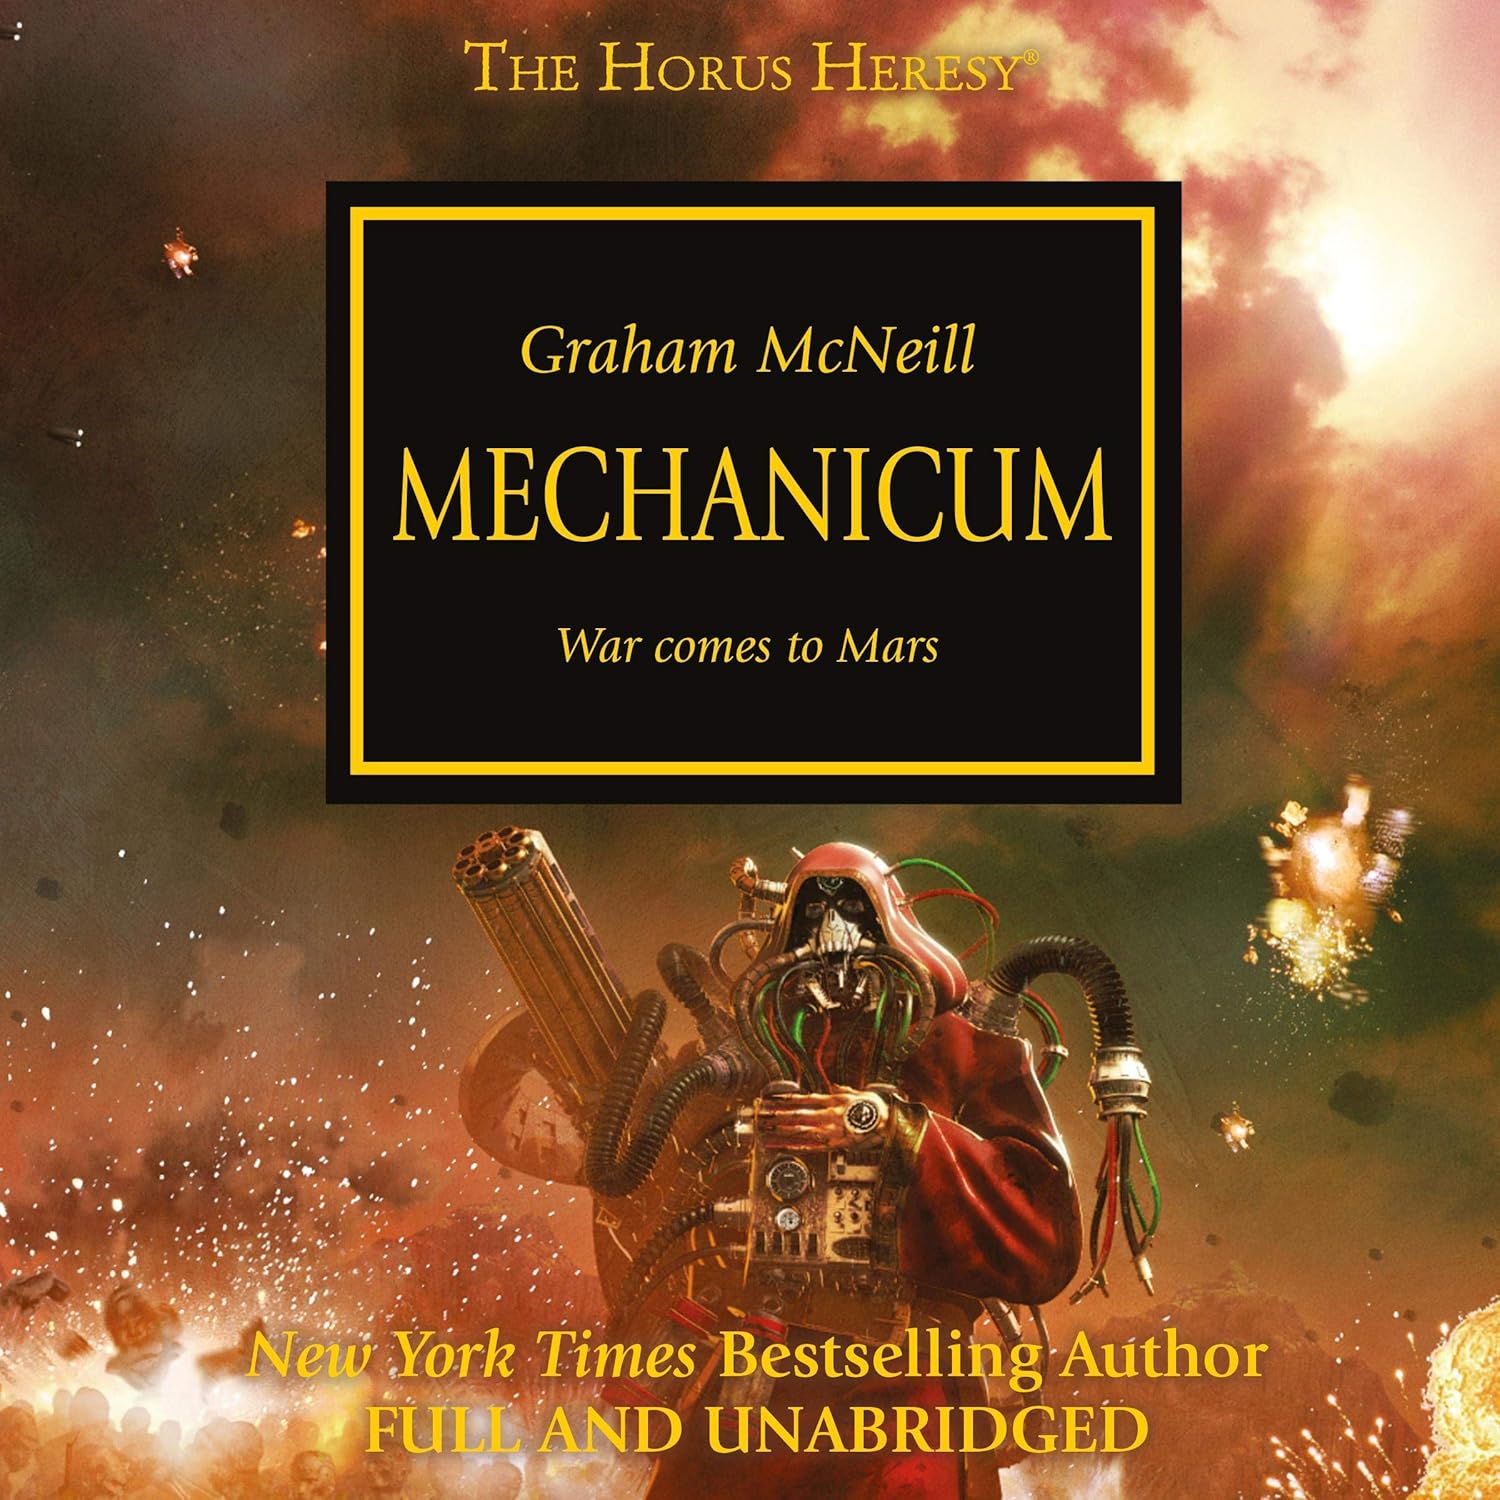 THE HORUS HERESY®
Graham McNeill
MECHANICUM
War comes to Mars
New York Times Bestselling Author
FULL AND UNABRIDGED